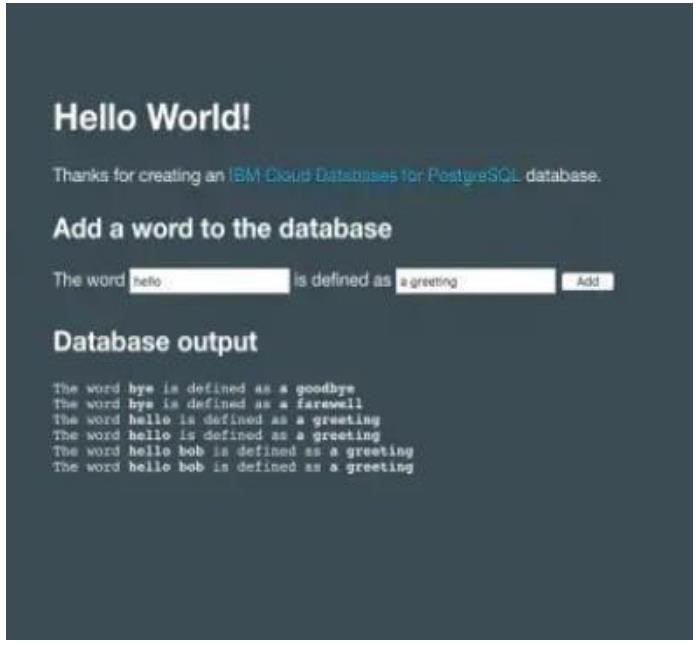 Hello World!
Thanks for creating an IBM Cloud Databases for PostgreSQL database.
Add a word to the database
The word hello is defined as a greeting Add
Database output
The word bye is defined as a goodbye
The word bye is defined as a farewell
The word hello is defined as a greeting
The word hello is defined as a greeting
The word hello bob is defined as a greeting
The word hello bob is defined as a greeting